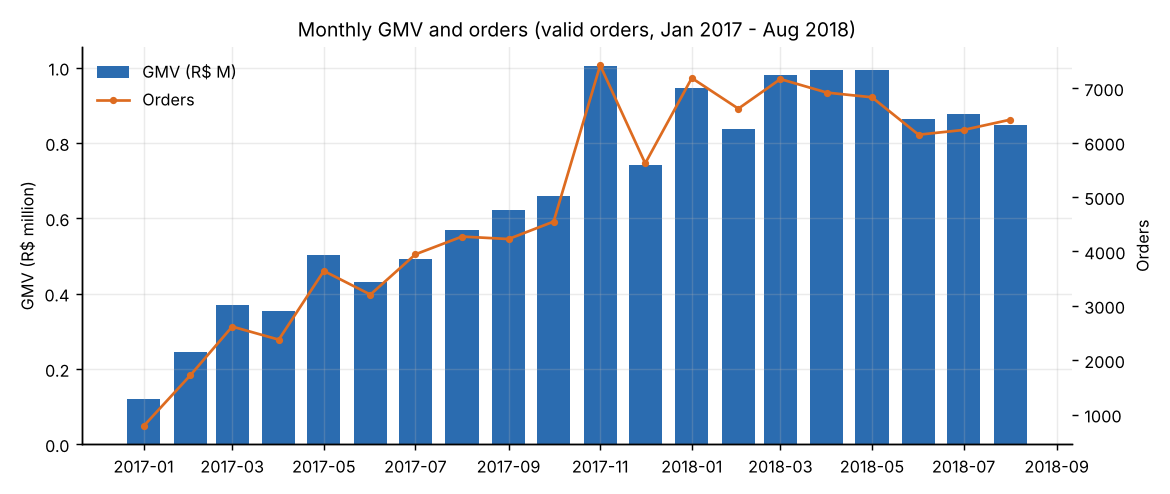 Monthly GMV and orders (valid orders, Jan 2017 - Aug 2018)
GMV (R$ M)
Orders
GMV (R$ million)
1.0
0.8
0.6
0.4
0.2
0.0
7000
6000
5000
4000
3000
2000
1000
Orders
2017-01 2017-03 2017-05 2017-07 2017-09 2017-11 2018-01 2018-03 2018-05 2018-07 2018-09